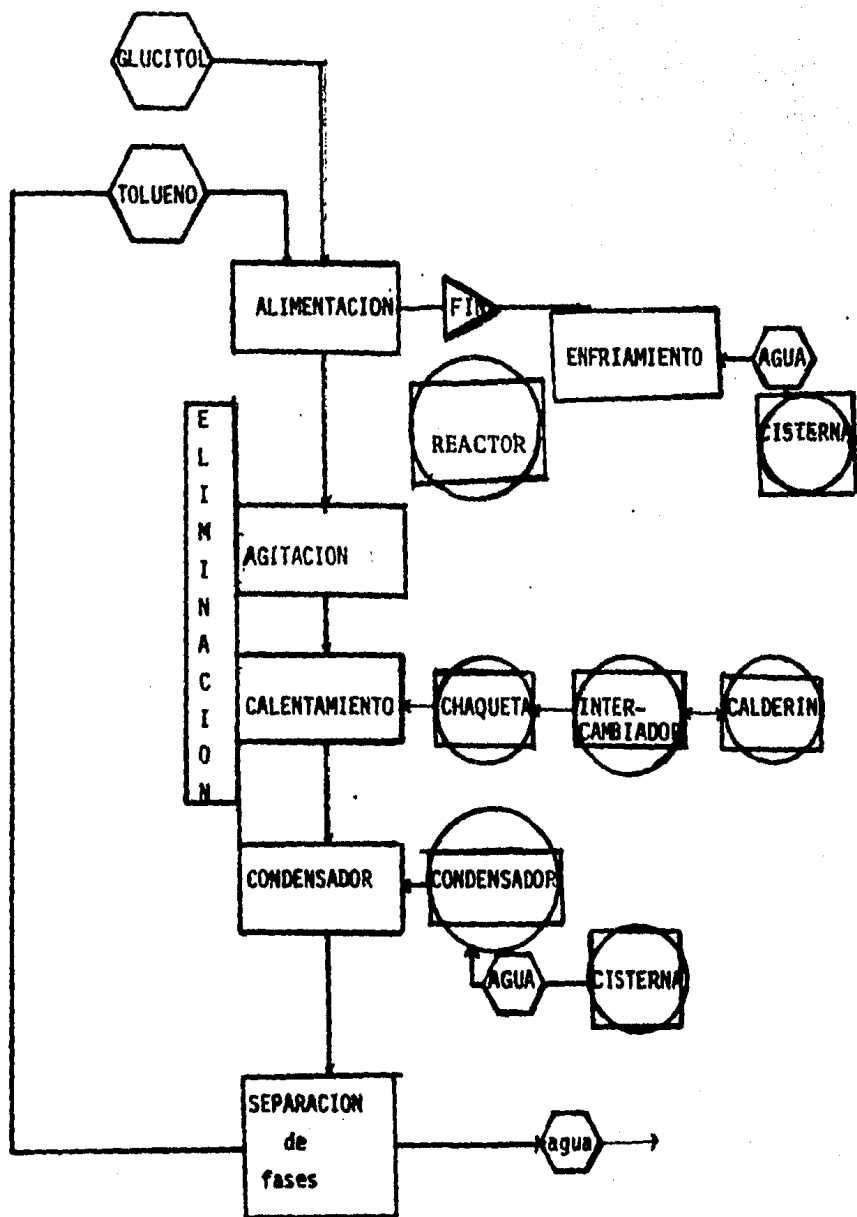 GLUCITOL
TOLUENO
ALIMENTACION
FIN
ENFRIAMIENTO
AGUA
CISTERNA
REACTOR
ELIMINACION
AGITACION
CALENTAMIENTO
CHAQUETA
INTER-
CAMBIADOR
CALDERIN
CONDENSADOR
CONDENSADOR
AGUA
CISTERNA
SEPARACION
de
fases
agua